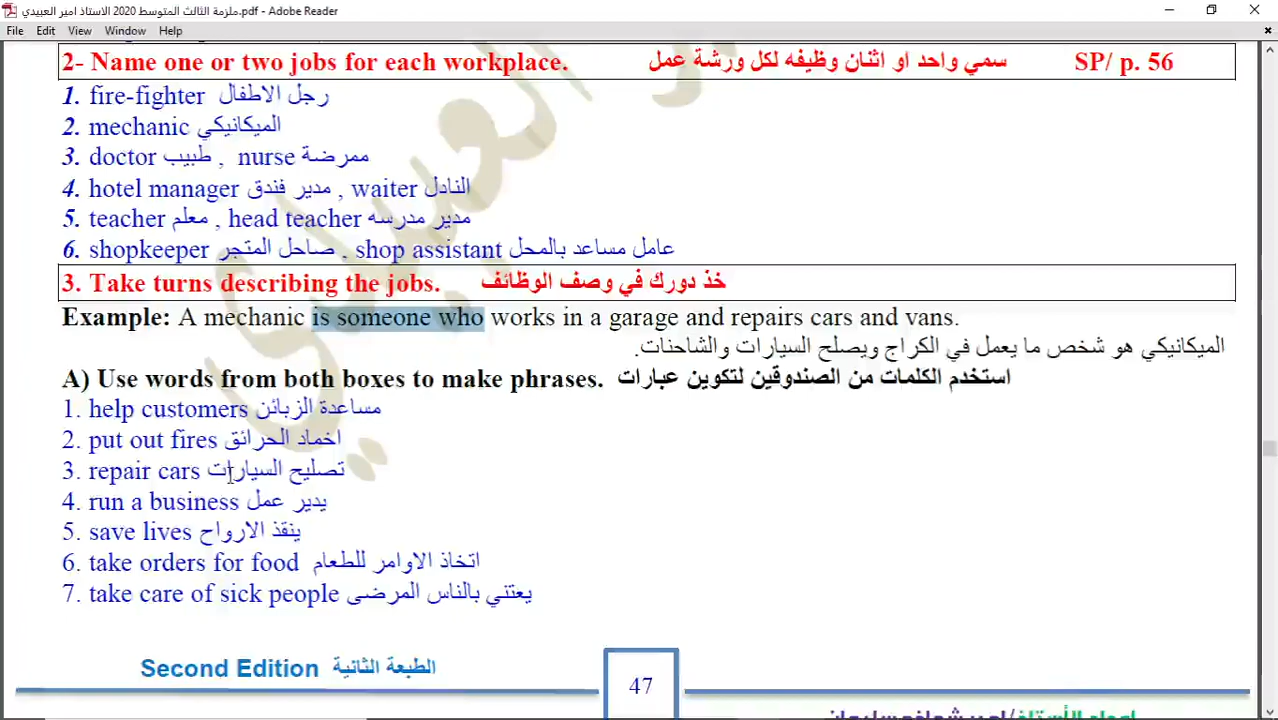 ملزمة الثالث المتوسط 2020 الاستاذ امير العبيدي.pdf - Adobe Reader
File Edit View Window Help
2- Name one or two jobs for each workplace. سمي واحد او اثنان وظيفه لكل ورشة عمل SP/ p. 56
1. fire-fighter رجل الاطفال
2. mechanic الميكانيكي
3. doctor طبيب , nurse ممرضة
4. hotel manager مدير فندق , waiter النادل
5. teacher معلم , head teacher مدير مدرسه
6. shopkeeper صاحل المتجر , shop assistant عامل مساعد بالمحل
3. Take turns describing the jobs. خذ دورك في وصف الوظائف
Example: A mechanic is someone who works in a garage and repairs cars and vans.
الميكانيكي هو شخص ما يعمل في الكراج ويصلح السيارات والشاحنات.
A) Use words from both boxes to make phrases. استخدم الكلمات من الصندوقين لتكوين عبارات
1. help customers مساعدة الزبائن
2. put out fires اخماد الحرائق
3. repair cars تصليح السيارات
4. run a business يدير عمل
5. save lives ينقذ الارواح
6. take orders for food اتخاذ الاوامر للطعام
7. take care of sick people يعتني بالناس المرضى
Second Edition الطبعة الثانية
47
العبيدي